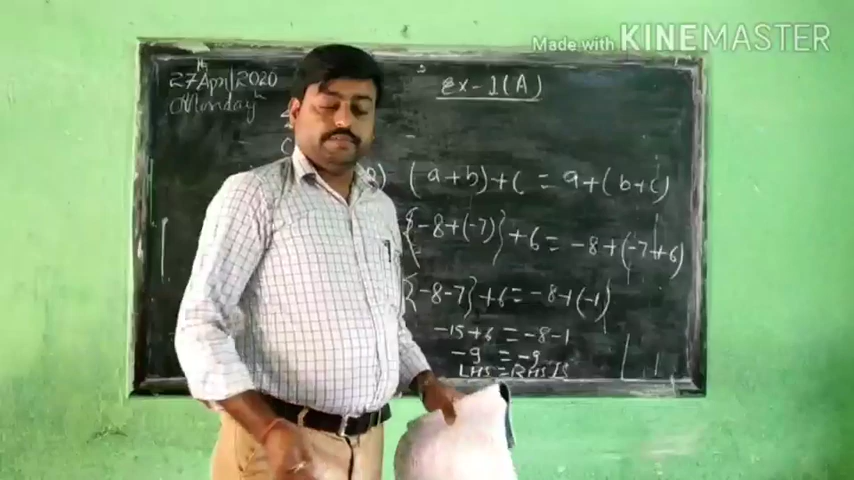 Made with KINEMASTER
27th April 2020
Monday
Ex-1(A)
(a+b)+c = a+(b+c)
{-8+(-7)}+6= -8+(-7+6)
{-8-7}+6= -8+(-1)
-15+6 = -8-1
-9 = -9
LHS = RHS